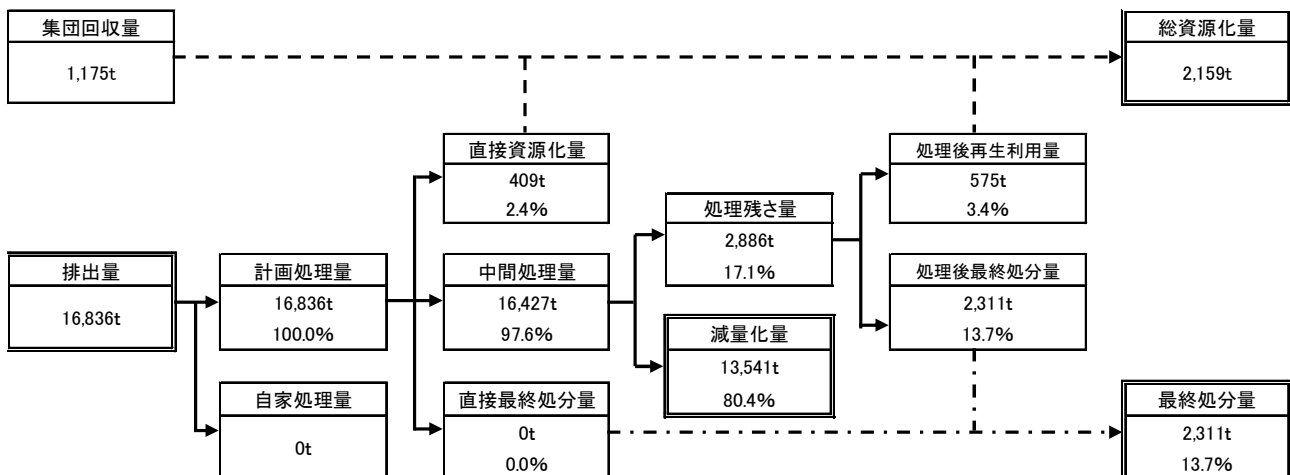 集団回収量
1,175t
総資源化量
2,159t
直接資源化量
409t
2.4%
処理後再生利用量
575t
3.4%
処理残さ量
2,886t
17.1%
排出量
16,836t
計画処理量
16,836t
100.0%
中間処理量
16,427t
97.6%
処理後最終処分量
2,311t
13.7%
減量化量
13,541t
80.4%
自家処理量
0t
直接最終処分量
0t
0.0%
最終処分量
2,311t
13.7%